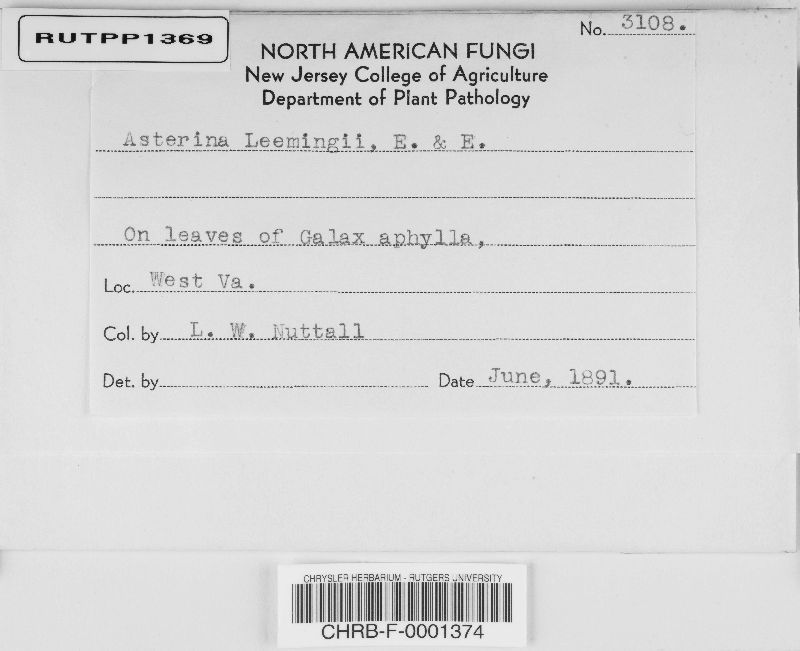 RUTPP1369
No. 3108.
NORTH AMERICAN FUNGI
New Jersey College of Agriculture
Department of Plant Pathology
Asterina Leemingii, E. & E.
On leaves of Galax aphylla,
Loc. West Va.
Col. by L. W. Nuttall
Det. by Date June, 1891.
CHRYSLER HERBARIUM - RUTGERS UNIVERSITY
CHRB-F-0001374